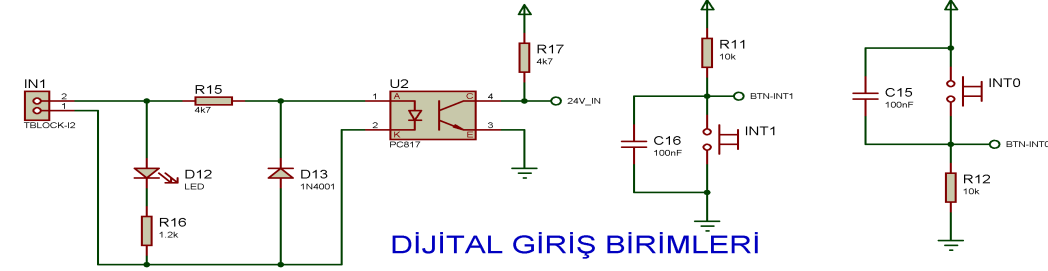 IN1
2
1
TBLOCK-I2
R15
4k7
D12
LED
R16
1.2k
D13
1N4001
U2
1
A
C
4
2
K
E
3
PC817
R17
4k7
24V_IN
R11
10k
BTN-INT1
C16
100nF
INT1
C15
100nF
INT0
BTN-INT0
R12
10k
DİJİTAL GİRİŞ BİRİMLERİ